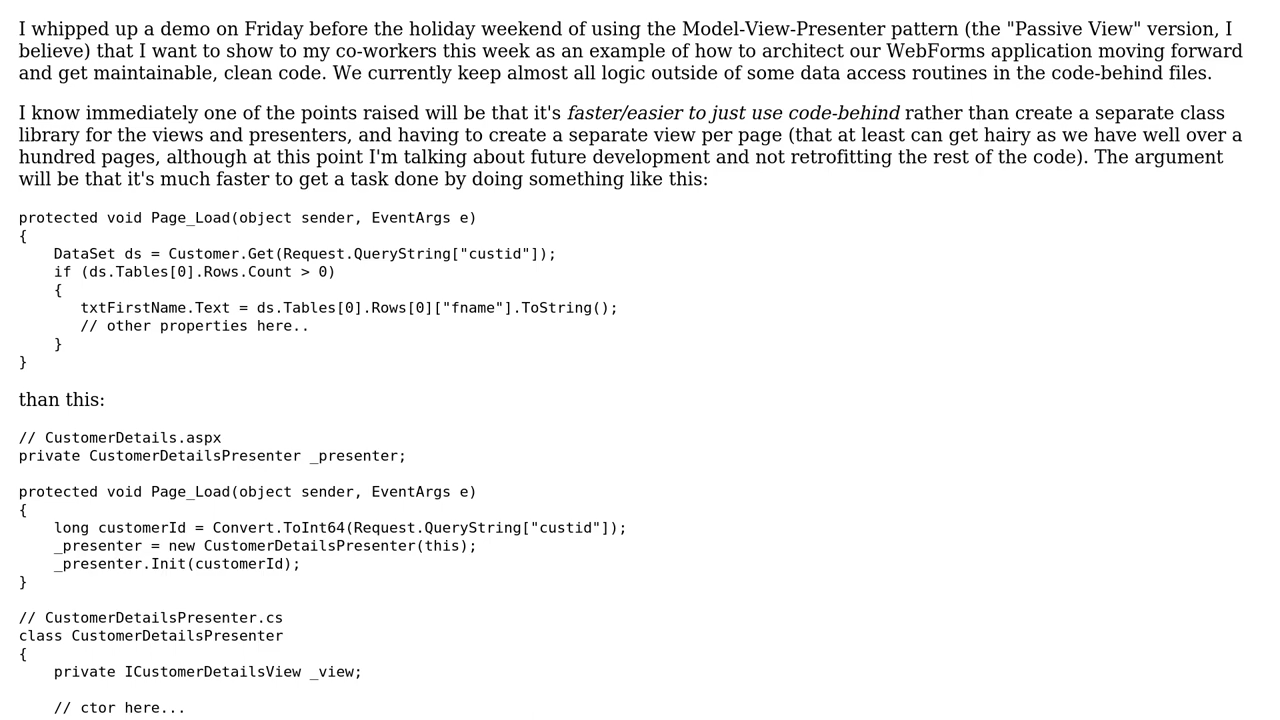 I whipped up a demo on Friday before the holiday weekend of using the Model-View-Presenter pattern (the "Passive View" version, I
believe) that I want to show to my co-workers this week as an example of how to architect our WebForms application moving forward
and get maintainable, clean code. We currently keep almost all logic outside of some data access routines in the code-behind files.
I know immediately one of the points raised will be that it's faster/easier to just use code-behind rather than create a separate class
library for the views and presenters, and having to create a separate view per page (that at least can get hairy as we have well over a
hundred pages, although at this point I'm talking about future development and not retrofitting the rest of the code). The argument
will be that it's much faster to get a task done by doing something like this:
protected void Page_Load(object sender, EventArgs e)
{
    DataSet ds = Customer.Get(Request.QueryString["custid"]);
    if (ds.Tables[0].Rows.Count > 0)
    {
       txtFirstName.Text = ds.Tables[0].Rows[0]["fname"].ToString();
       // other properties here..
    }
}
than this:
// CustomerDetails.aspx
private CustomerDetailsPresenter _presenter;
protected void Page_Load(object sender, EventArgs e)
{
    long customerId = Convert.ToInt64(Request.QueryString["custid"]);
    _presenter = new CustomerDetailsPresenter(this);
    _presenter.Init(customerId);
}
// CustomerDetailsPresenter.cs
class CustomerDetailsPresenter
{
    private ICustomerDetailsView _view;
    // ctor here...